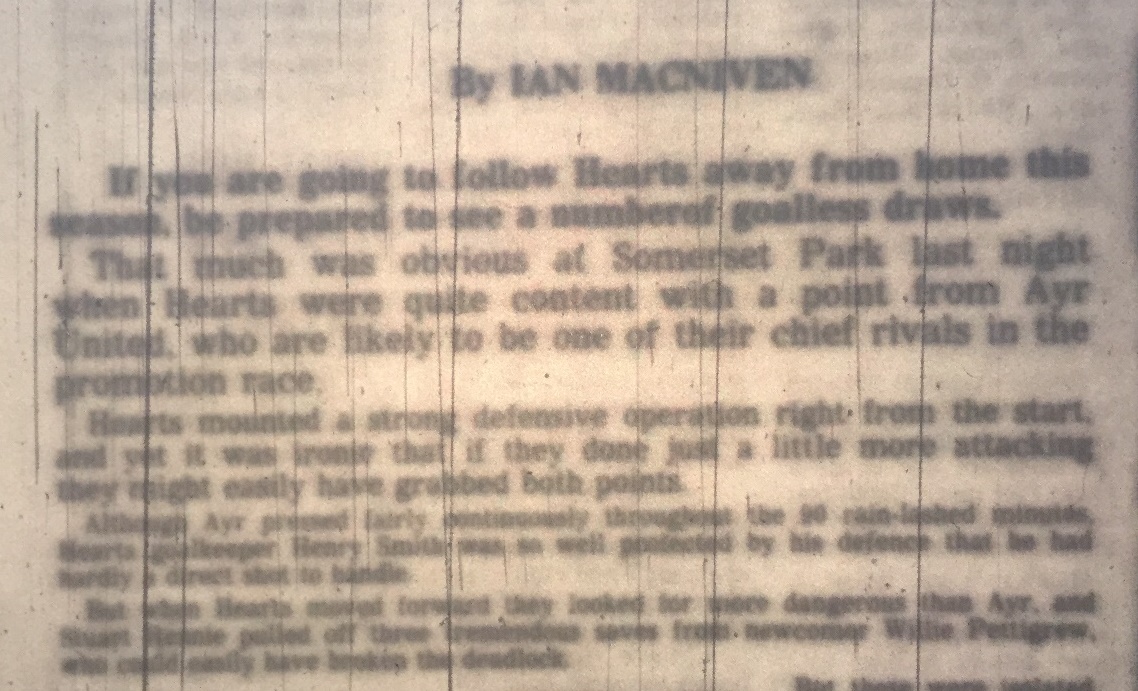 By IAN MACNIVEN
If you are going to follow Hearts away from home this
season, be prepared to see a numberof goalless draws.
That much was obvious at Somerset Park last night
when Hearts were quite content with a point from Ayr
United, who are likely to be one of their chief rivals in the
promotion race.
Hearts mounted a strong defensive operation right from the start,
and yet it was ironic that if they done just a little more attacking
they might easily have grabbed both points.
Although Ayr pressed fairly continuously throughout the 90 rain-lashed minutes,
Hearts goalkeeper Henry Smith was so well protected by his defence that he had
hardly a direct shot to handle.
But when Hearts moved forward they looked far more dangerous than Ayr, and
Stuart Rennie pulled off three tremendous saves from newcomer Willie Pettigrew,
who could easily have broken the deadlock.
But there were